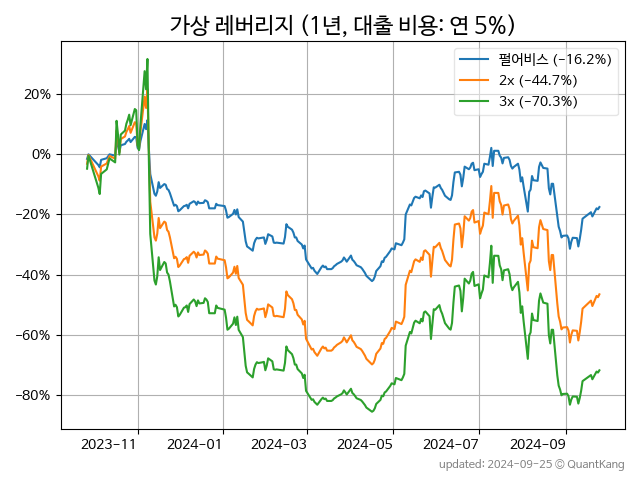 가상 레버리지 (1년, 대출 비용: 연 5%)
펄어비스 (−16.2%)
2x (−44.7%)
3x (−70.3%)
20%
0%
−20%
−40%
−60%
−80%
2023-11 2024-01 2024-03 2024-05 2024-07 2024-09
updated: 2024-09-25 © QuantKang